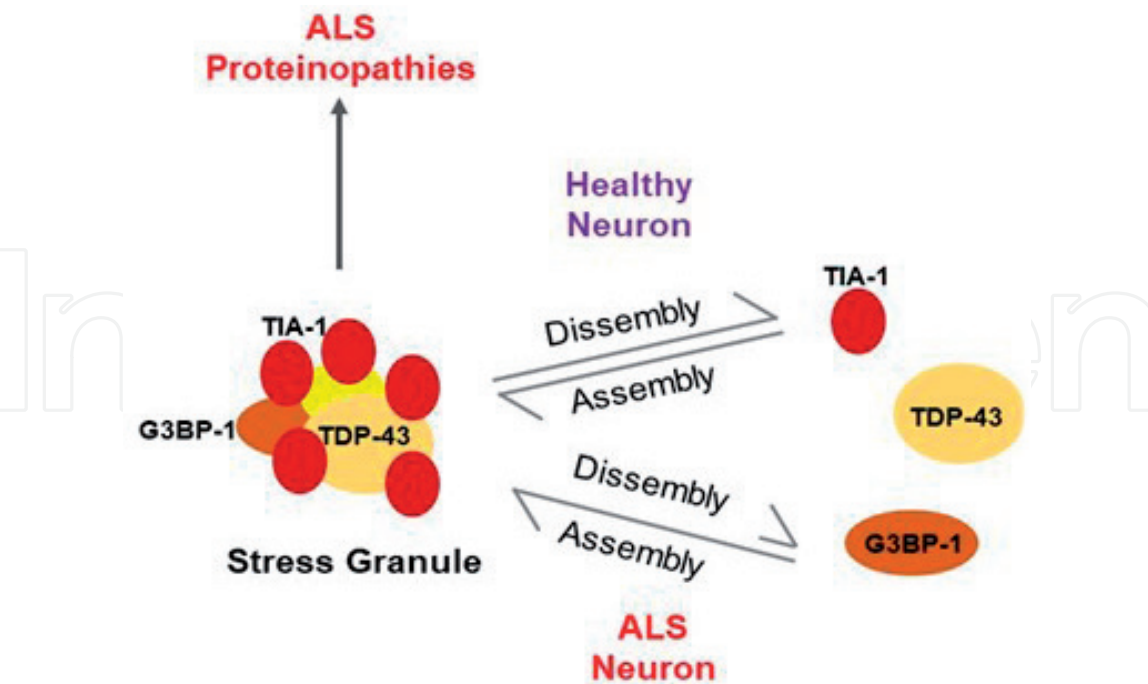 ALS
Proteinopathies
Healthy
Neuron
TIA-1
Dissembly
Assembly
TIA-1
TDP-43
G3BP-1
TDP-43
Dissembly
Assembly
G3BP-1
Stress Granule
ALS
Neuron